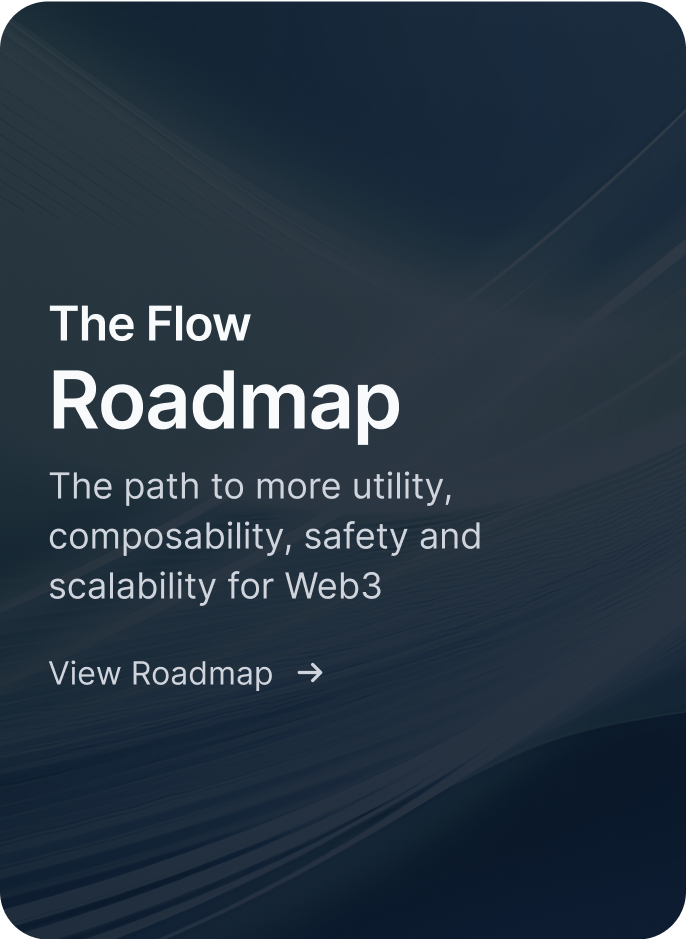 The Flow
Roadmap
The path to more utility,
composability, safety and
scalability for Web3
View Roadmap →